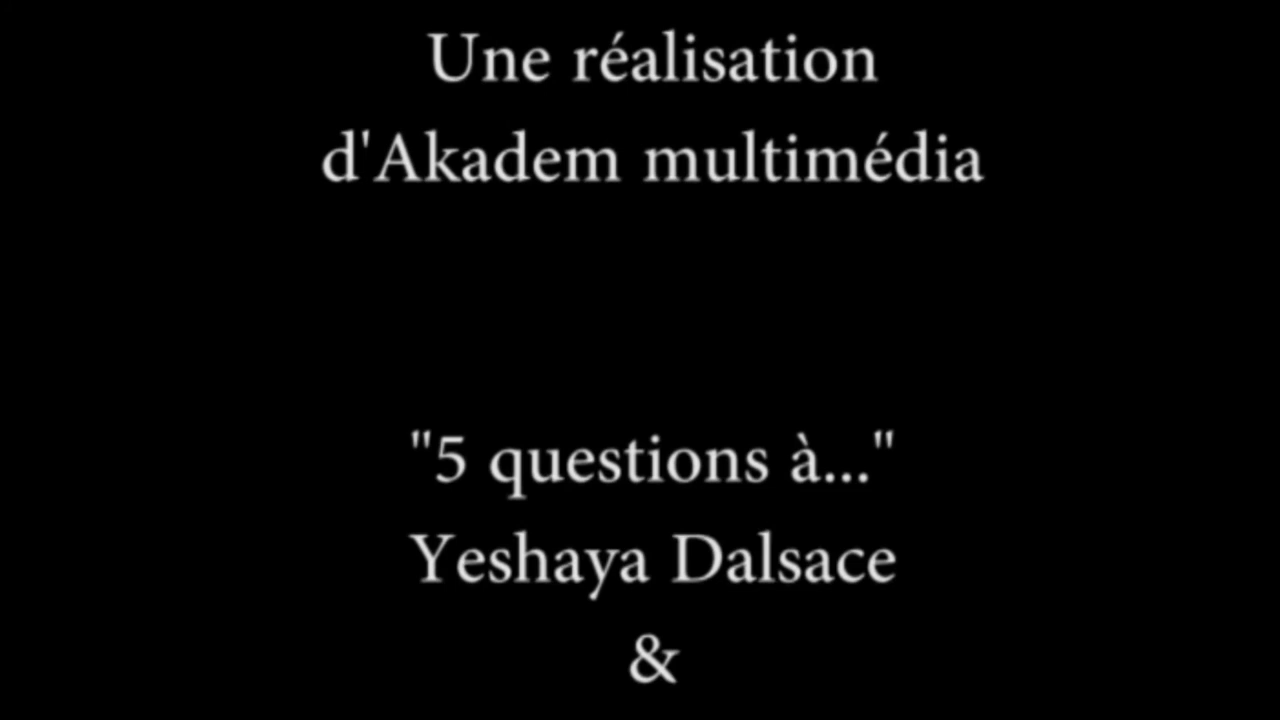 Une réalisation
d'Akadem multimédia
"5 questions à..."
Yeshaya Dalsace
&